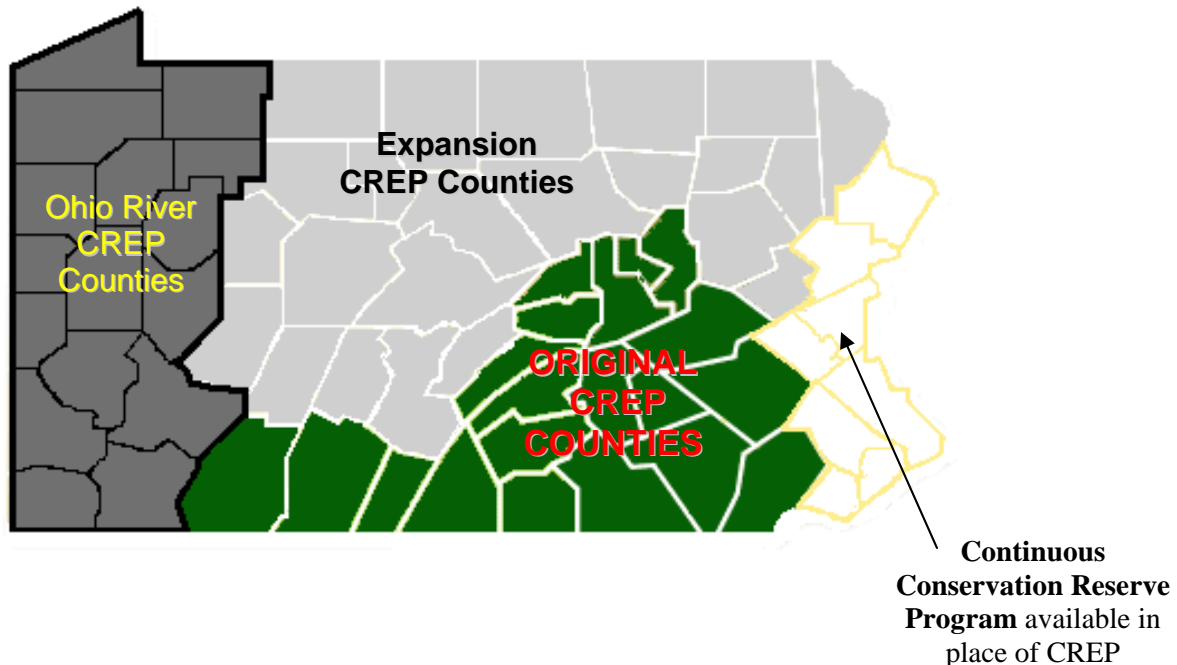 Expansion
CREP Counties
Ohio River
CREP
Counties
ORIGINAL
CREP
COUNTIES
Continuous
Conservation Reserve
Program available in
place of CREP